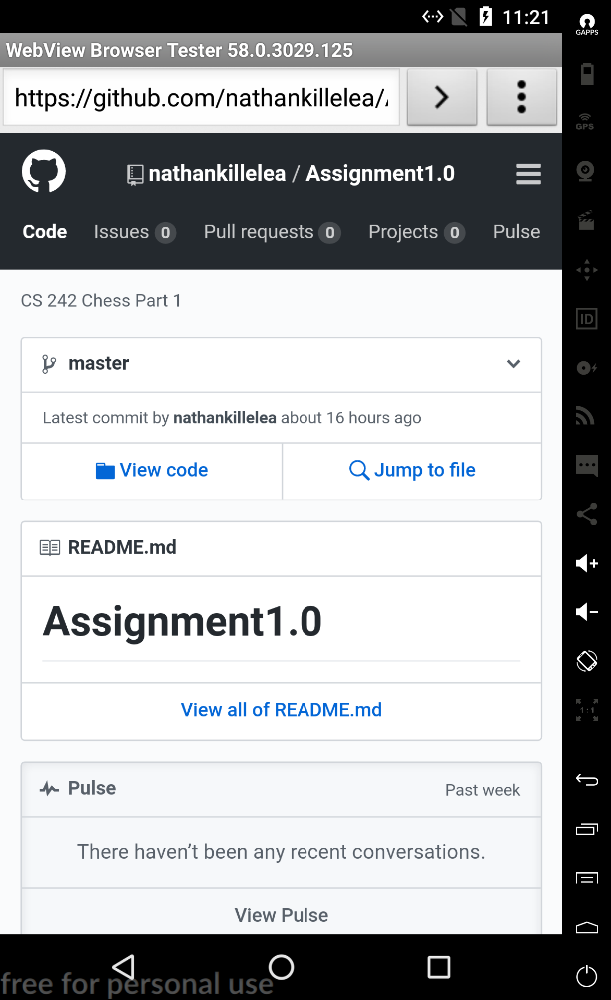 11:21
GAPPS
WebView Browser Tester 58.0.3029.125
https://github.com/nathankillelea/
GPS
nathankillelea / Assignment1.0
Code Issues 0 Pull requests 0 Projects 0 Pulse
CS 242 Chess Part 1
ID
master
Latest commit by nathankillelea about 16 hours ago
View code Jump to file
README.md
Assignment1.0
1:1
View all of README.md
Pulse Past week
There haven’t been any recent conversations.
View Pulse
free for personal use